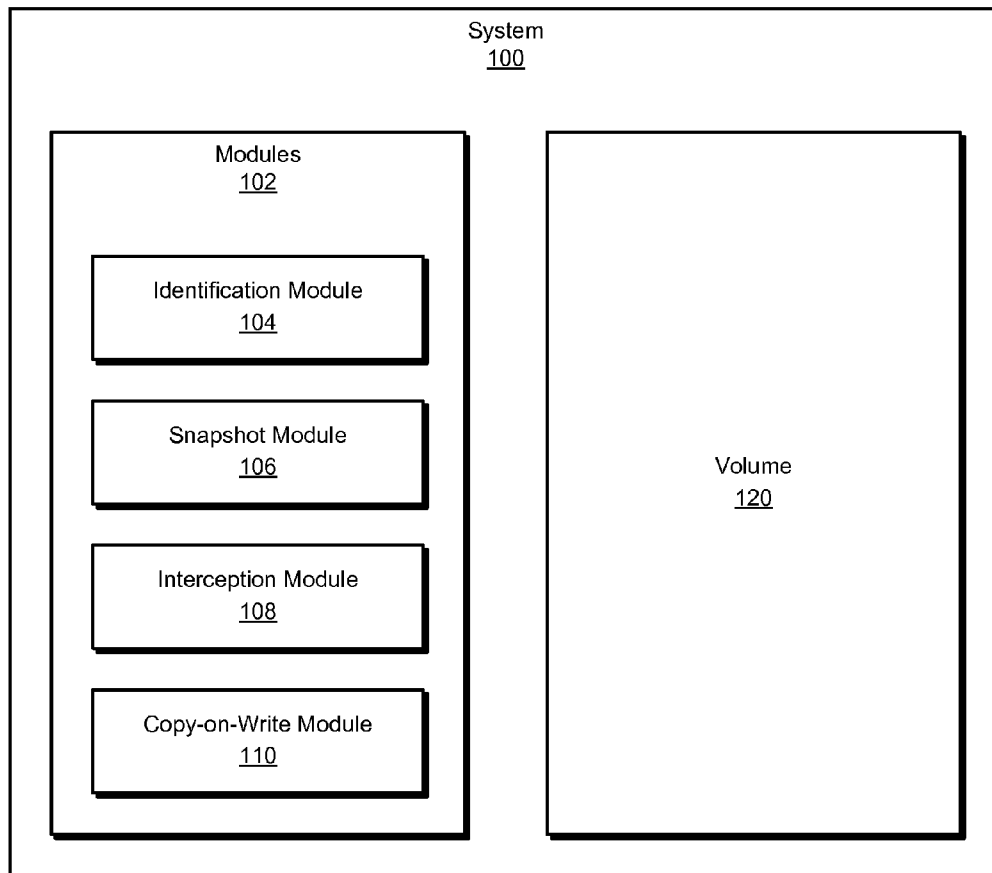 System
100
Modules
102
Identification Module
104
Snapshot Module
106
Interception Module
108
Copy-on-Write Module
110
Volume
120